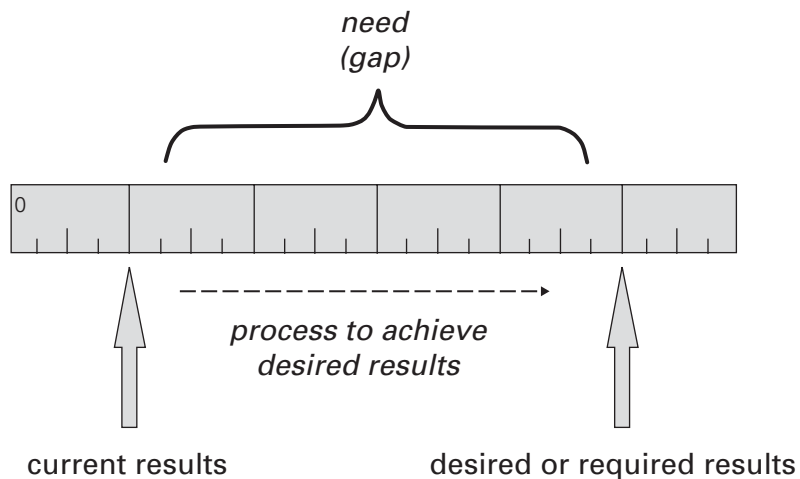 need
(gap)
0
process to achieve
desired results
current results
desired or required results